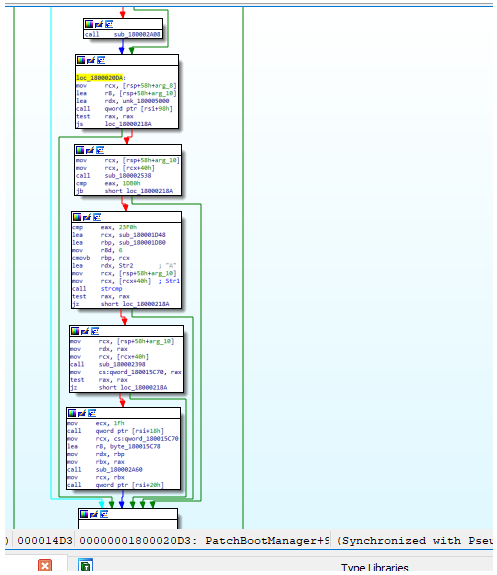 call    sub_180002A08
loc_1800020DA:
mov     rcx, [rsp+58h+arg_8]
lea     r8, [rsp+58h+arg_10]
lea     rdx, unk_180005000
call    qword ptr [rsi+98h]
test    rax, rax
js      loc_18000218A
mov     rcx, [rsp+58h+arg_10]
mov     rcx, [rcx+40h]
call    sub_180002538
cmp     eax, 1DB0h
jb      short loc_18000218A
cmp     eax, 23F0h
lea     rcx, sub_180001D48
lea     rbp, sub_180001D80
mov     r8d, 6
cmovb   rbp, rcx
lea     rdx, Str2       ; "A"
mov     rcx, [rsp+58h+arg_10]
mov     rcx, [rcx+40h]  ; Str1
call    strcmp
test    rax, rax
jz      short loc_18000218A
mov     rcx, [rsp+58h+arg_10]
mov     rdx, rax
mov     rcx, [rcx+40h]
call    sub_180002398
mov     cs:qword_180015C70, rax
test    rax, rax
jz      short loc_18000218A
mov     ecx, 1Fh
call    qword ptr [rsi+18h]
mov     rcx, cs:qword_180015C70
lea     r8, byte_180015C78
mov     rdx, rbp
mov     rbx, rax
call    sub_180002A60
mov     rcx, rbx
call    qword ptr [rsi+20h]
) 000014D3 00000001800020D3: PatchBootManager+9 (Synchronized with Pseu
Type Libraries